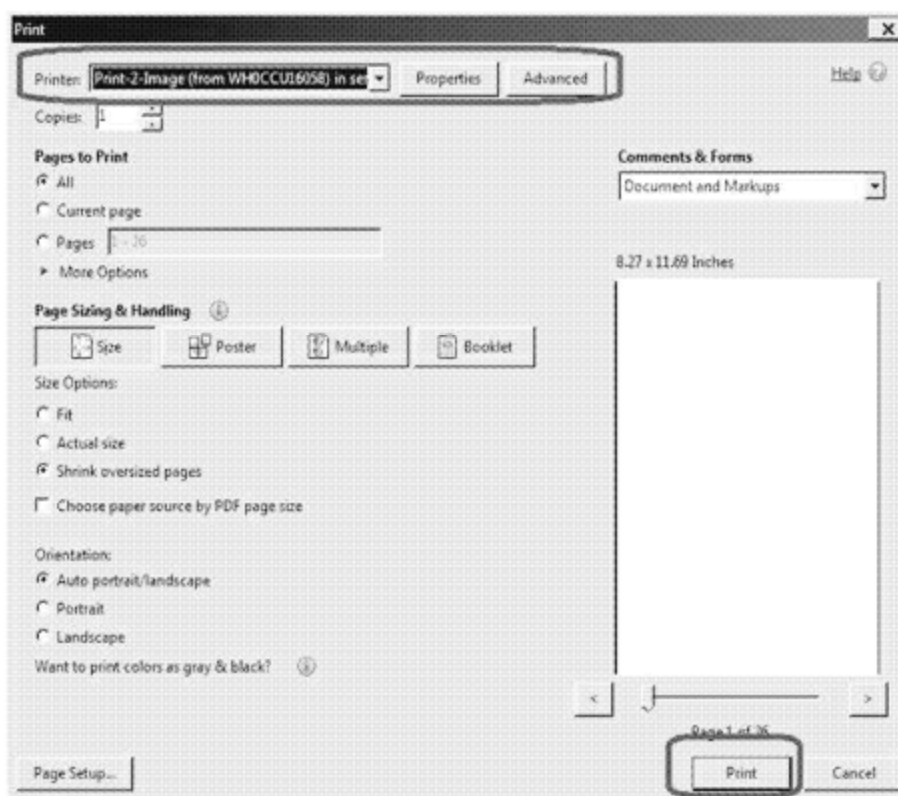 Print
Printer: Print-2-Image (from WH0CCU16058) in ses Properties Advanced Help
Copies: 1
Pages to Print
All
Current page
Pages 1 - 26
More Options
Comments & Forms
Document and Markups
8.27 x 11.69 Inches
Page Sizing & Handling
Size Poster Multiple Booklet
Size Options:
Fit
Actual size
Shrink oversized pages
Choose paper source by PDF page size
Orientation:
Auto portrait/landscape
Portrait
Landscape
Want to print colors as gray & black?
< >
Page 1 of 26
Page Setup... Print Cancel